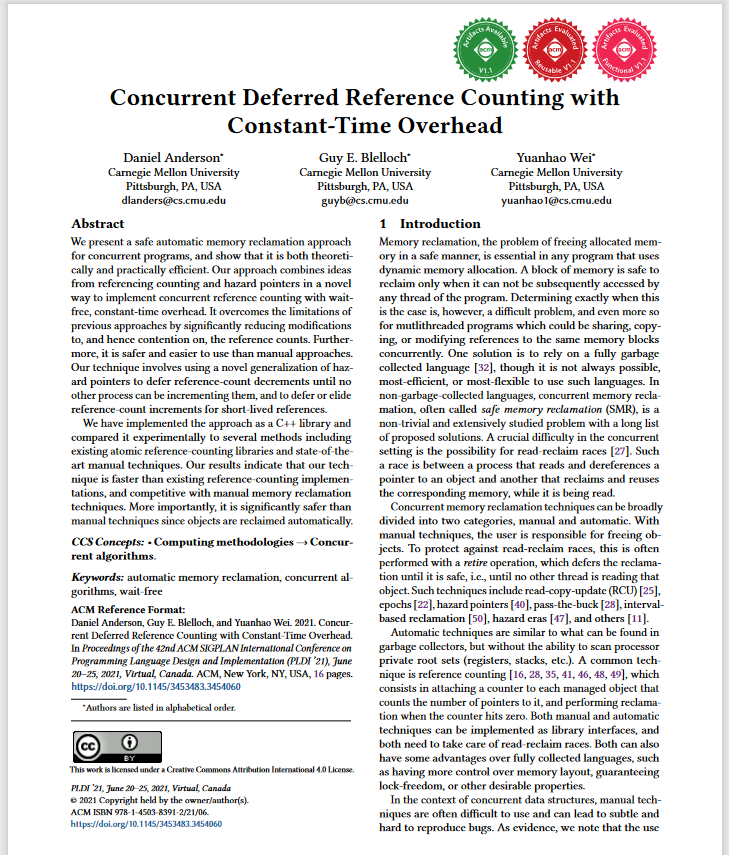 Artifacts Available
acm
V1.1
Artifacts Evaluated
acm
Reusable V1.1
Artifacts Evaluated
acm
Functional V1.1
Concurrent Deferred Reference Counting with
Constant-Time Overhead
Daniel Anderson*
Carnegie Mellon University
Pittsburgh, PA, USA
dlanders@cs.cmu.edu
Guy E. Blelloch*
Carnegie Mellon University
Pittsburgh, PA, USA
guyb@cs.cmu.edu
Yuanhao Wei*
Carnegie Mellon University
Pittsburgh, PA, USA
yuanhao1@cs.cmu.edu
Abstract
We present a safe automatic memory reclamation approach
for concurrent programs, and show that it is both theoreti-
cally and practically efficient. Our approach combines ideas
from referencing counting and hazard pointers in a novel
way to implement concurrent reference counting with wait-
free, constant-time overhead. It overcomes the limitations of
previous approaches by significantly reducing modifications
to, and hence contention on, the reference counts. Further-
more, it is safer and easier to use than manual approaches.
Our technique involves using a novel generalization of haz-
ard pointers to defer reference-count decrements until no
other process can be incrementing them, and to defer or elide
reference-count increments for short-lived references.
We have implemented the approach as a C++ library and
compared it experimentally to several methods including
existing atomic reference-counting libraries and state-of-the-
art manual techniques. Our results indicate that our tech-
nique is faster than existing reference-counting implemen-
tations, and competitive with manual memory reclamation
techniques. More importantly, it is significantly safer than
manual techniques since objects are reclaimed automatically.
CCS Concepts: • Computing methodologies → Concur-
rent algorithms.
Keywords: automatic memory reclamation, concurrent al-
gorithms, wait-free
ACM Reference Format:
Daniel Anderson, Guy E. Blelloch, and Yuanhao Wei. 2021. Concur-
rent Deferred Reference Counting with Constant-Time Overhead.
In Proceedings of the 42nd ACM SIGPLAN International Conference on
Programming Language Design and Implementation (PLDI '21), June
20–25, 2021, Virtual, Canada. ACM, New York, NY, USA, 16 pages.
https://doi.org/10.1145/3453483.3454060
*Authors are listed in alphabetical order.
cc
BY
This work is licensed under a Creative Commons Attribution International 4.0 License.
PLDI '21, June 20–25, 2021, Virtual, Canada
© 2021 Copyright held by the owner/author(s).
ACM ISBN 978-1-4503-8391-2/21/06.
https://doi.org/10.1145/3453483.3454060
1 Introduction
Memory reclamation, the problem of freeing allocated mem-
ory in a safe manner, is essential in any program that uses
dynamic memory allocation. A block of memory is safe to
reclaim only when it can not be subsequently accessed by
any thread of the program. Determining exactly when this
is the case is, however, a difficult problem, and even more so
for mutlithreaded programs which could be sharing, copy-
ing, or modifying references to the same memory blocks
concurrently. One solution is to rely on a fully garbage
collected language [32], though it is not always possible,
most-efficient, or most-flexible to use such languages. In
non-garbage-collected languages, concurrent memory recla-
mation, often called safe memory reclamation (SMR), is a
non-trivial and extensively studied problem with a long list
of proposed solutions. A crucial difficulty in the concurrent
setting is the possibility for read-reclaim races [27]. Such
a race is between a process that reads and dereferences a
pointer to an object and another that reclaims and reuses
the corresponding memory, while it is being read.
Concurrent memory reclamation techniques can be broadly
divided into two categories, manual and automatic. With
manual techniques, the user is responsible for freeing ob-
jects. To protect against read-reclaim races, this is often
performed with a retire operation, which defers the reclama-
tion until it is safe, i.e., until no other thread is reading that
object. Such techniques include read-copy-update (RCU) [25],
epochs [22], hazard pointers [40], pass-the-buck [28], interval-
based reclamation [50], hazard eras [47], and others [11].
Automatic techniques are similar to what can be found in
garbage collectors, but without the ability to scan processor
private root sets (registers, stacks, etc.). A common tech-
nique is reference counting [16, 28, 35, 41, 46, 48, 49], which
consists in attaching a counter to each managed object that
counts the number of pointers to it, and performing reclama-
tion when the counter hits zero. Both manual and automatic
techniques can be implemented as library interfaces, and
both need to take care of read-reclaim races. Both can also
have some advantages over fully collected languages, such
as having more control over memory layout, guaranteeing
lock-freedom, or other desirable properties.
In the context of concurrent data structures, manual tech-
niques are often difficult to use and can lead to subtle and
hard to reproduce bugs. As evidence, we note that the use